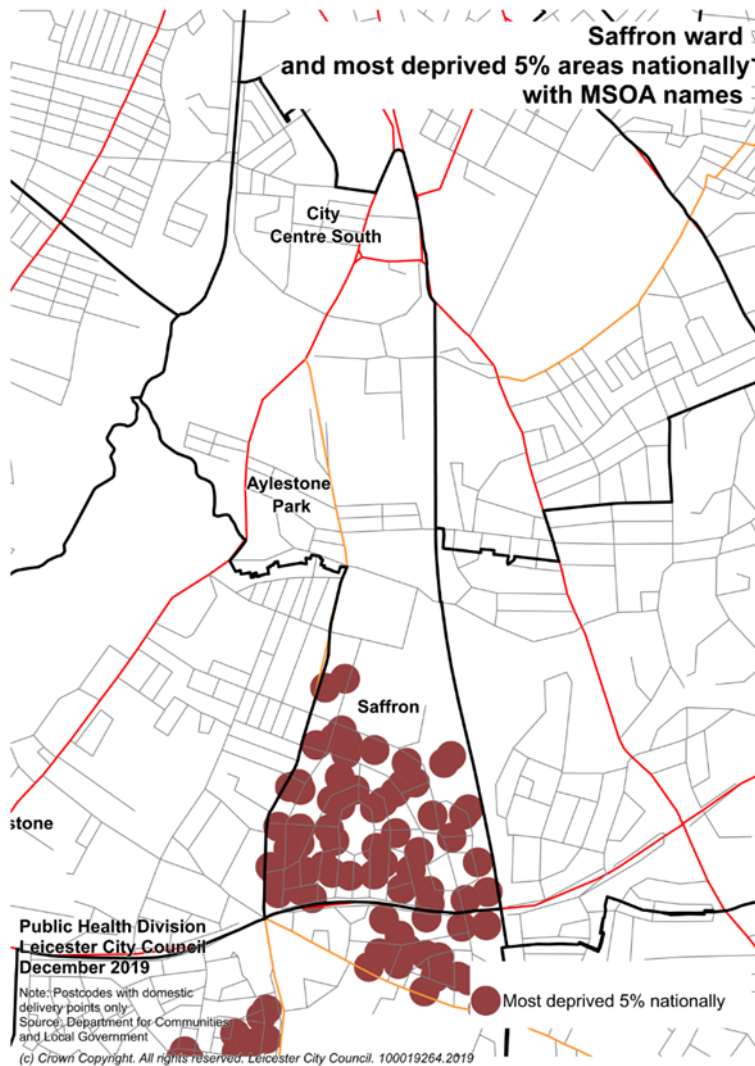 Saffron ward
and most deprived 5% areas nationally
with MSOA names
City
Centre South
Aylestone
Park
Saffron
stone
Public Health Division
Leicester City Council
December 2019
Note: Postcodes with domestic
delivery points only
Source: Department for Communities
and Local Government
(c) Crown Copyright. All rights reserved. Leicester City Council. 100019264.2019
Most deprived 5% nationally